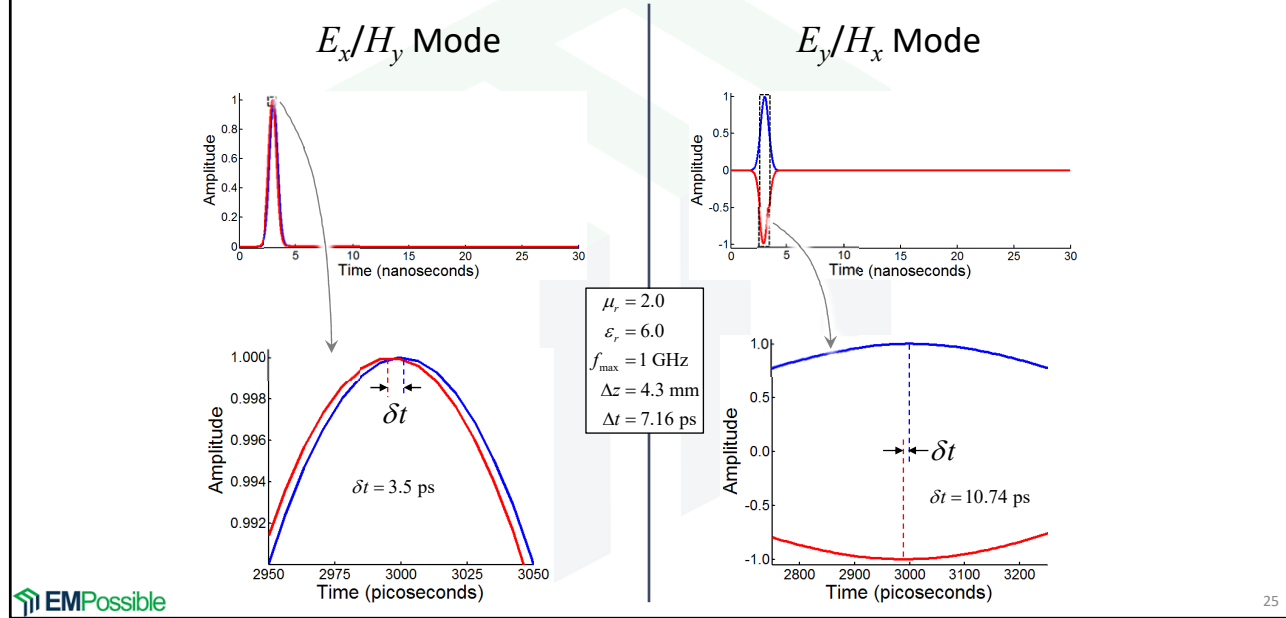 Ex/Hy Mode
Amplitude
1
0.8
0.6
0.4
0.2
0
0 5 10 15 20 25 30
Time (nanoseconds)
1.000
0.998
0.996
0.994
0.992
Amplitude
δt
δt = 3.5 ps
2950 2975 3000 3025 3050
Time (picoseconds)
μr = 2.0
εr = 6.0
fmax = 1 GHz
Δz = 4.3 mm
Δt = 7.16 ps
Ey/Hx Mode
Amplitude
1
0.5
0
-0.5
-1
0 5 10 15 20 25 30
Time (nanoseconds)
1.0
0.5
0.0
-0.5
-1.0
Amplitude
δt
δt = 10.74 ps
2800 2900 3000 3100 3200
Time (picoseconds)
EMPossible
25